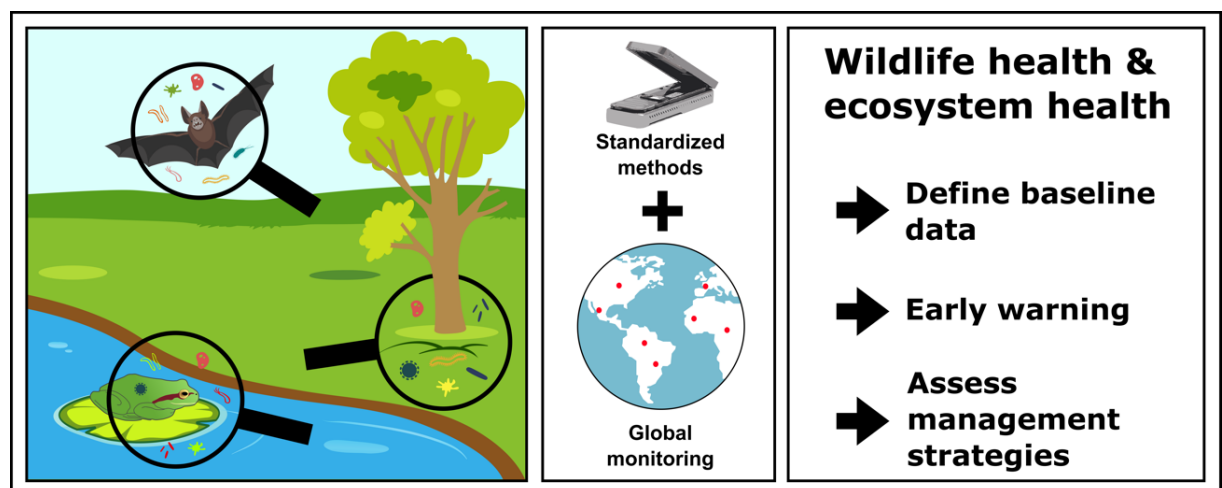 Standardized
methods
Global
monitoring
Wildlife health &
ecosystem health
Define baseline
data
Early warning
Assess
management
strategies